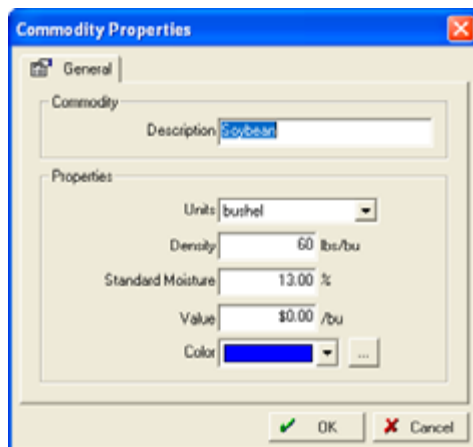 Commodity Properties
General
Commodity
Description Soybean
Properties
Units bushel
Density 60 lbs/bu
Standard Moisture 13.00 %
Value $0.00 /bu
Color ...
OK Cancel